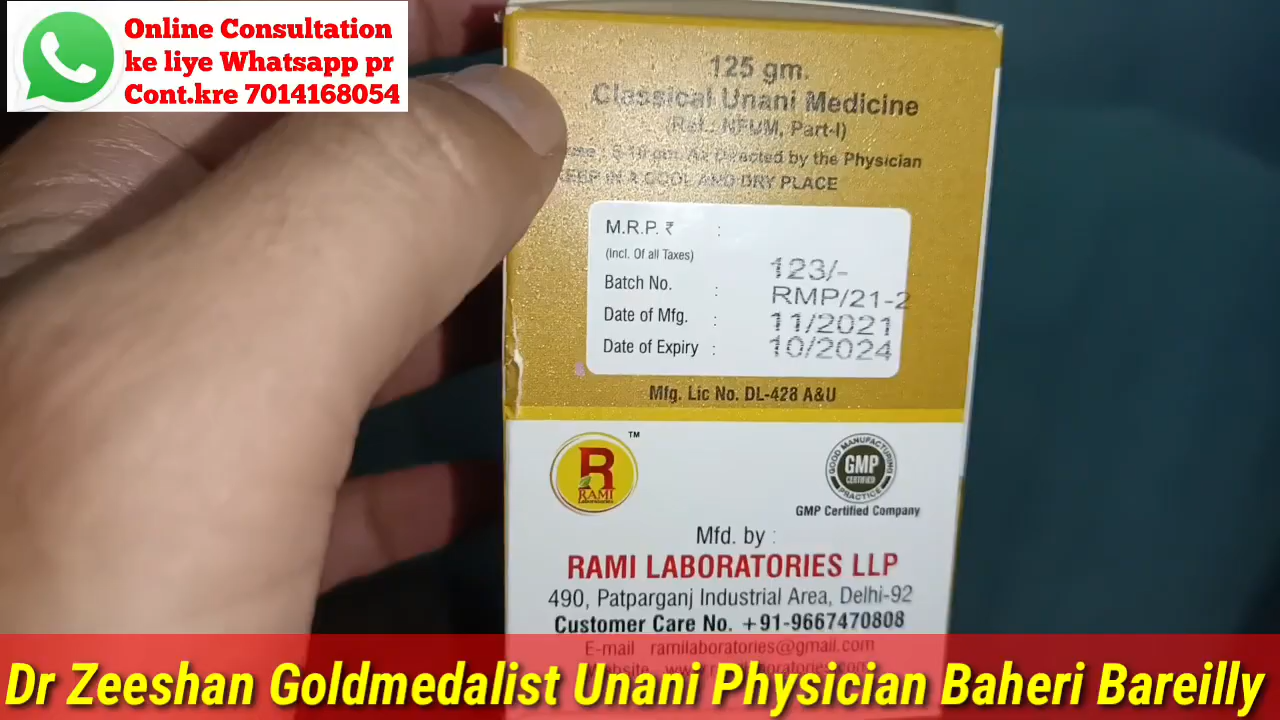 Online Consultation
ke liye Whatsapp pr
Cont.kre 7014168054
125 gm.
Classical Unani Medicine
(Ref.: NFUM, Part-I)
As Directed by the Physician
KEEP IN A COOL AND DRY PLACE
M.R.P. ₹ :
(Incl. Of all Taxes)
123/-
Batch No. : RMP/21-2
Date of Mfg. : 11/2021
Date of Expiry : 10/2024
Mfg. Lic No. DL-428 A&U
R
RAMI
Laboratories
TM
GOOD MANUFACTURING
GMP
CERTIFIED
PRACTICE
GMP Certified Company
Mfd. by :
RAMI LABORATORIES LLP
490, Patparganj Industrial Area, Delhi-92
Customer Care No. +91-9667470808
E-mail ramilaboratories@gmail.com
Website
Dr Zeeshan Goldmedalist Unani Physician Baheri Bareilly